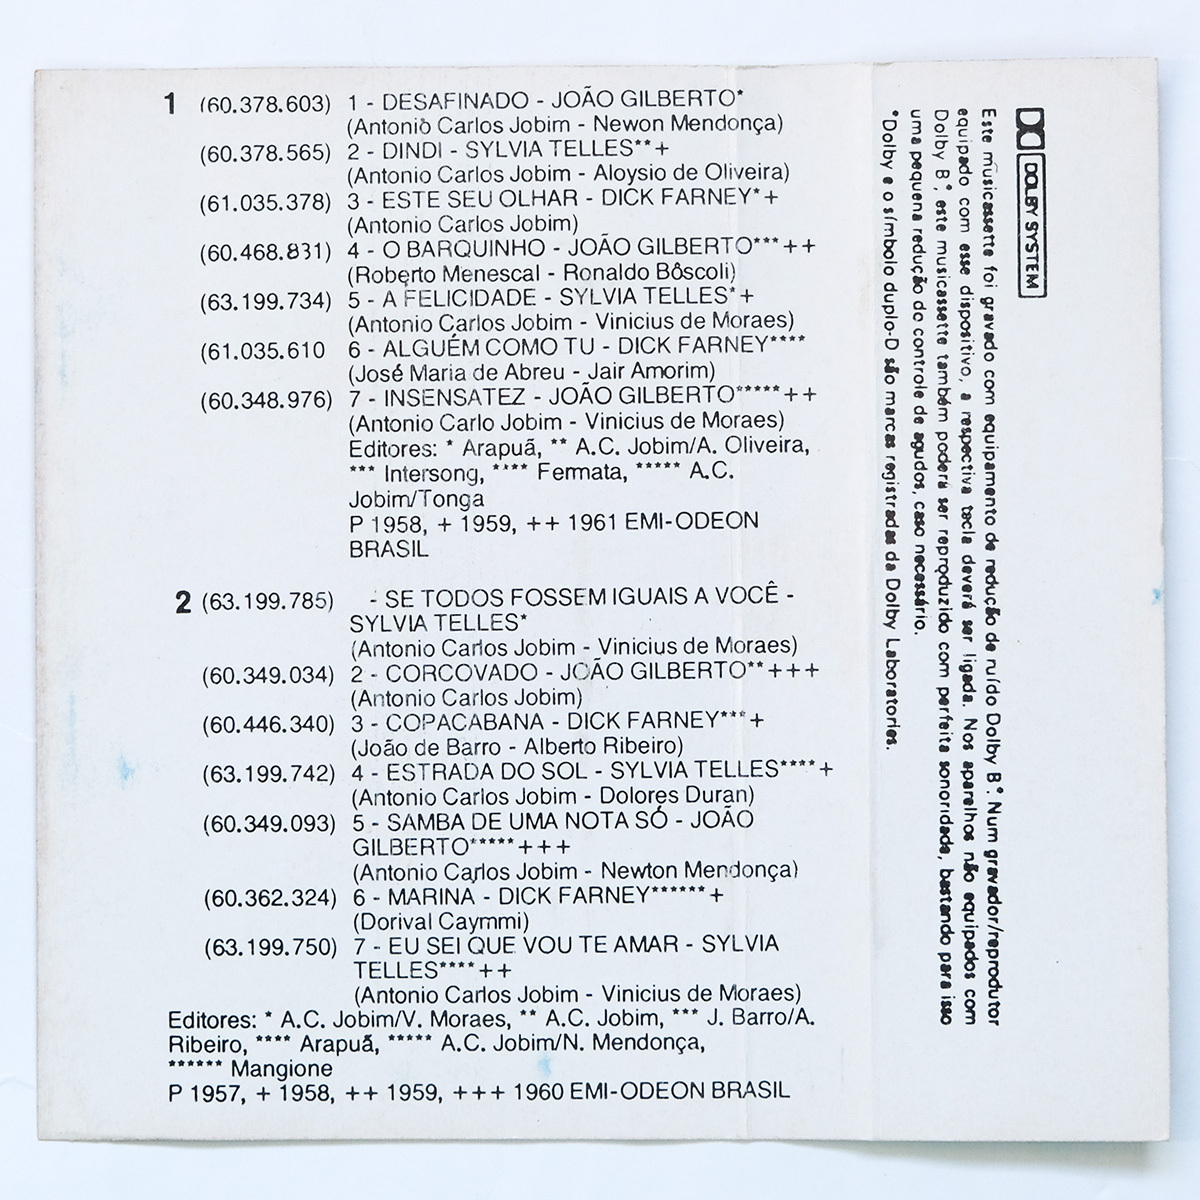 1 (60.378.603) 1 - DESAFINADO - JOÃO GILBERTO*
(Antonio Carlos Jobim - Newon Mendonça)
(60.378.565) 2 - DINDI - SYLVIA TELLES**+
(Antonio Carlos Jobim - Aloysio de Oliveira)
(61.035.378) 3 - ESTE SEU OLHAR - DICK FARNEY*+
(Antonio Carlos Jobim)
(60.468.831) 4 - O BARQUINHO - JOÃO GILBERTO***++
(Roberto Menescal - Ronaldo Bôscoli)
(63.199.734) 5 - A FELICIDADE - SYLVIA TELLES*+
(Antonio Carlos Jobim - Vinicius de Moraes)
(61.035.610 6 - ALGUÉM COMO TU - DICK FARNEY****
(José Maria de Abreu - Jair Amorim)
(60.348.976) 7 - INSENSATEZ - JOÃO GILBERTO*****++
(Antonio Carlo Jobim - Vinicius de Moraes)
Editores: * Arapuã, ** A.C. Jobim/A. Oliveira,
*** Intersong, **** Fermata, ***** A.C.
Jobim/Tonga
P 1958, + 1959, ++ 1961 EMI-ODEON
BRASIL
2 (63.199.785) - SE TODOS FOSSEM IGUAIS A VOCÊ -
SYLVIA TELLES*
(Antonio Carlos Jobim - Vinicius de Moraes)
(60.349.034) 2 - CORCOVADO - JOÃO GILBERTO**+++
(Antonio Carlos Jobim)
(60.446.340) 3 - COPACABANA - DICK FARNEY***+
(João de Barro - Alberto Ribeiro)
(63.199.742) 4 - ESTRADA DO SOL - SYLVIA TELLES****+
(Antonio Carlos Jobim - Dolores Duran)
(60.349.093) 5 - SAMBA DE UMA NOTA SÓ - JOÃO
GILBERTO*****+++
(Antonio Carlos Jobim - Newton Mendonça)
(60.362.324) 6 - MARINA - DICK FARNEY******+
(Dorival Caymmi)
(63.199.750) 7 - EU SEI QUE VOU TE AMAR - SYLVIA
TELLES****++
(Antonio Carlos Jobim - Vinicius de Moraes)
Editores: * A.C. Jobim/V. Moraes, ** A.C. Jobim, *** J. Barro/A.
Ribeiro, **** Arapuã, ***** A.C. Jobim/N. Mendonça,
****** Mangione
P 1957, + 1958, ++ 1959, +++ 1960 EMI-ODEON BRASIL
DOLBY SYSTEM
Este musicassette foi gravado com equipamento de redução de ruído Dolby B*. Num gravador/reprodutor
equipado com esse dispositivo, a respectiva tecla deverá ser ligada. Nos aparelhos não equipados com
Dolby B*, este musicassette também poderá ser reproduzido com perfeita sonoridade, bastando para isso
uma pequena redução do controle de agudos, caso necessário.
*Dolby e o símbolo duplo-D são marcas registradas da Dolby Laboratories.